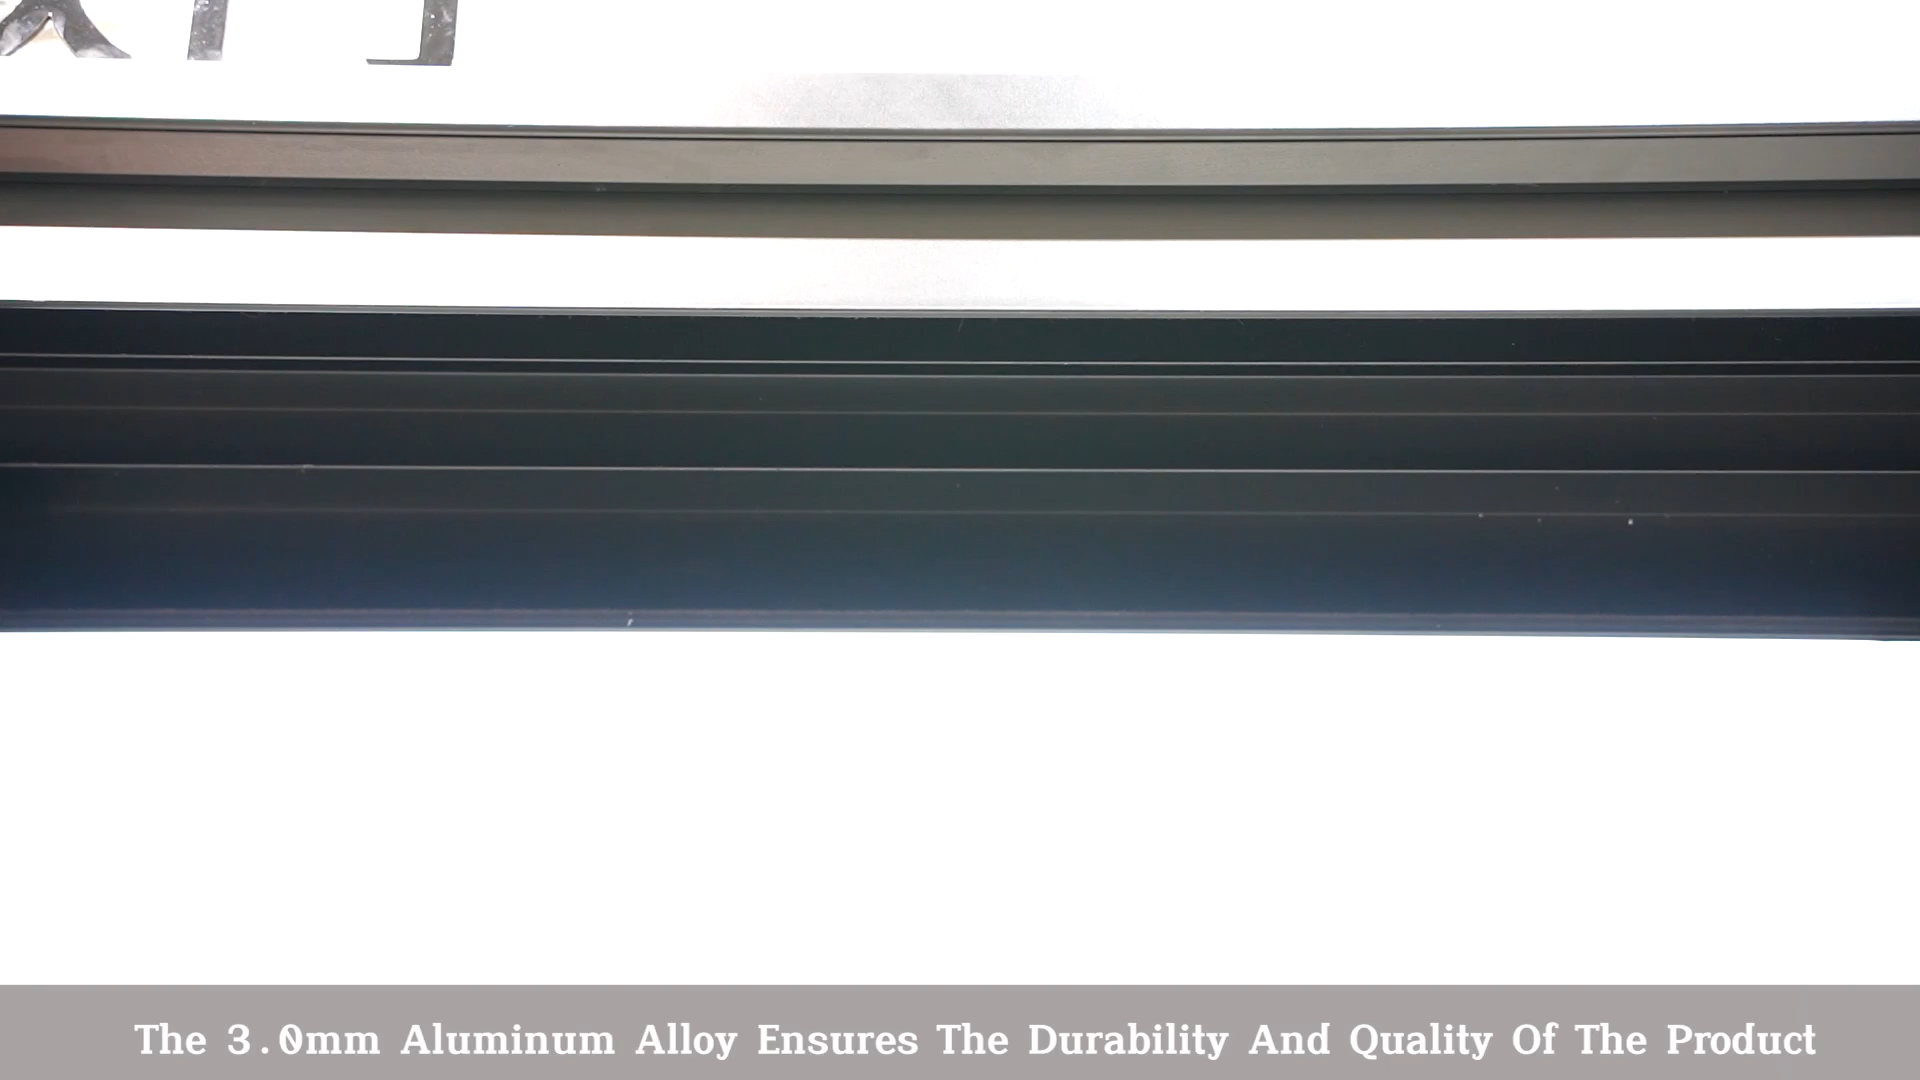 The 3.0mm Aluminum Alloy Ensures The Durability And Quality Of The Product